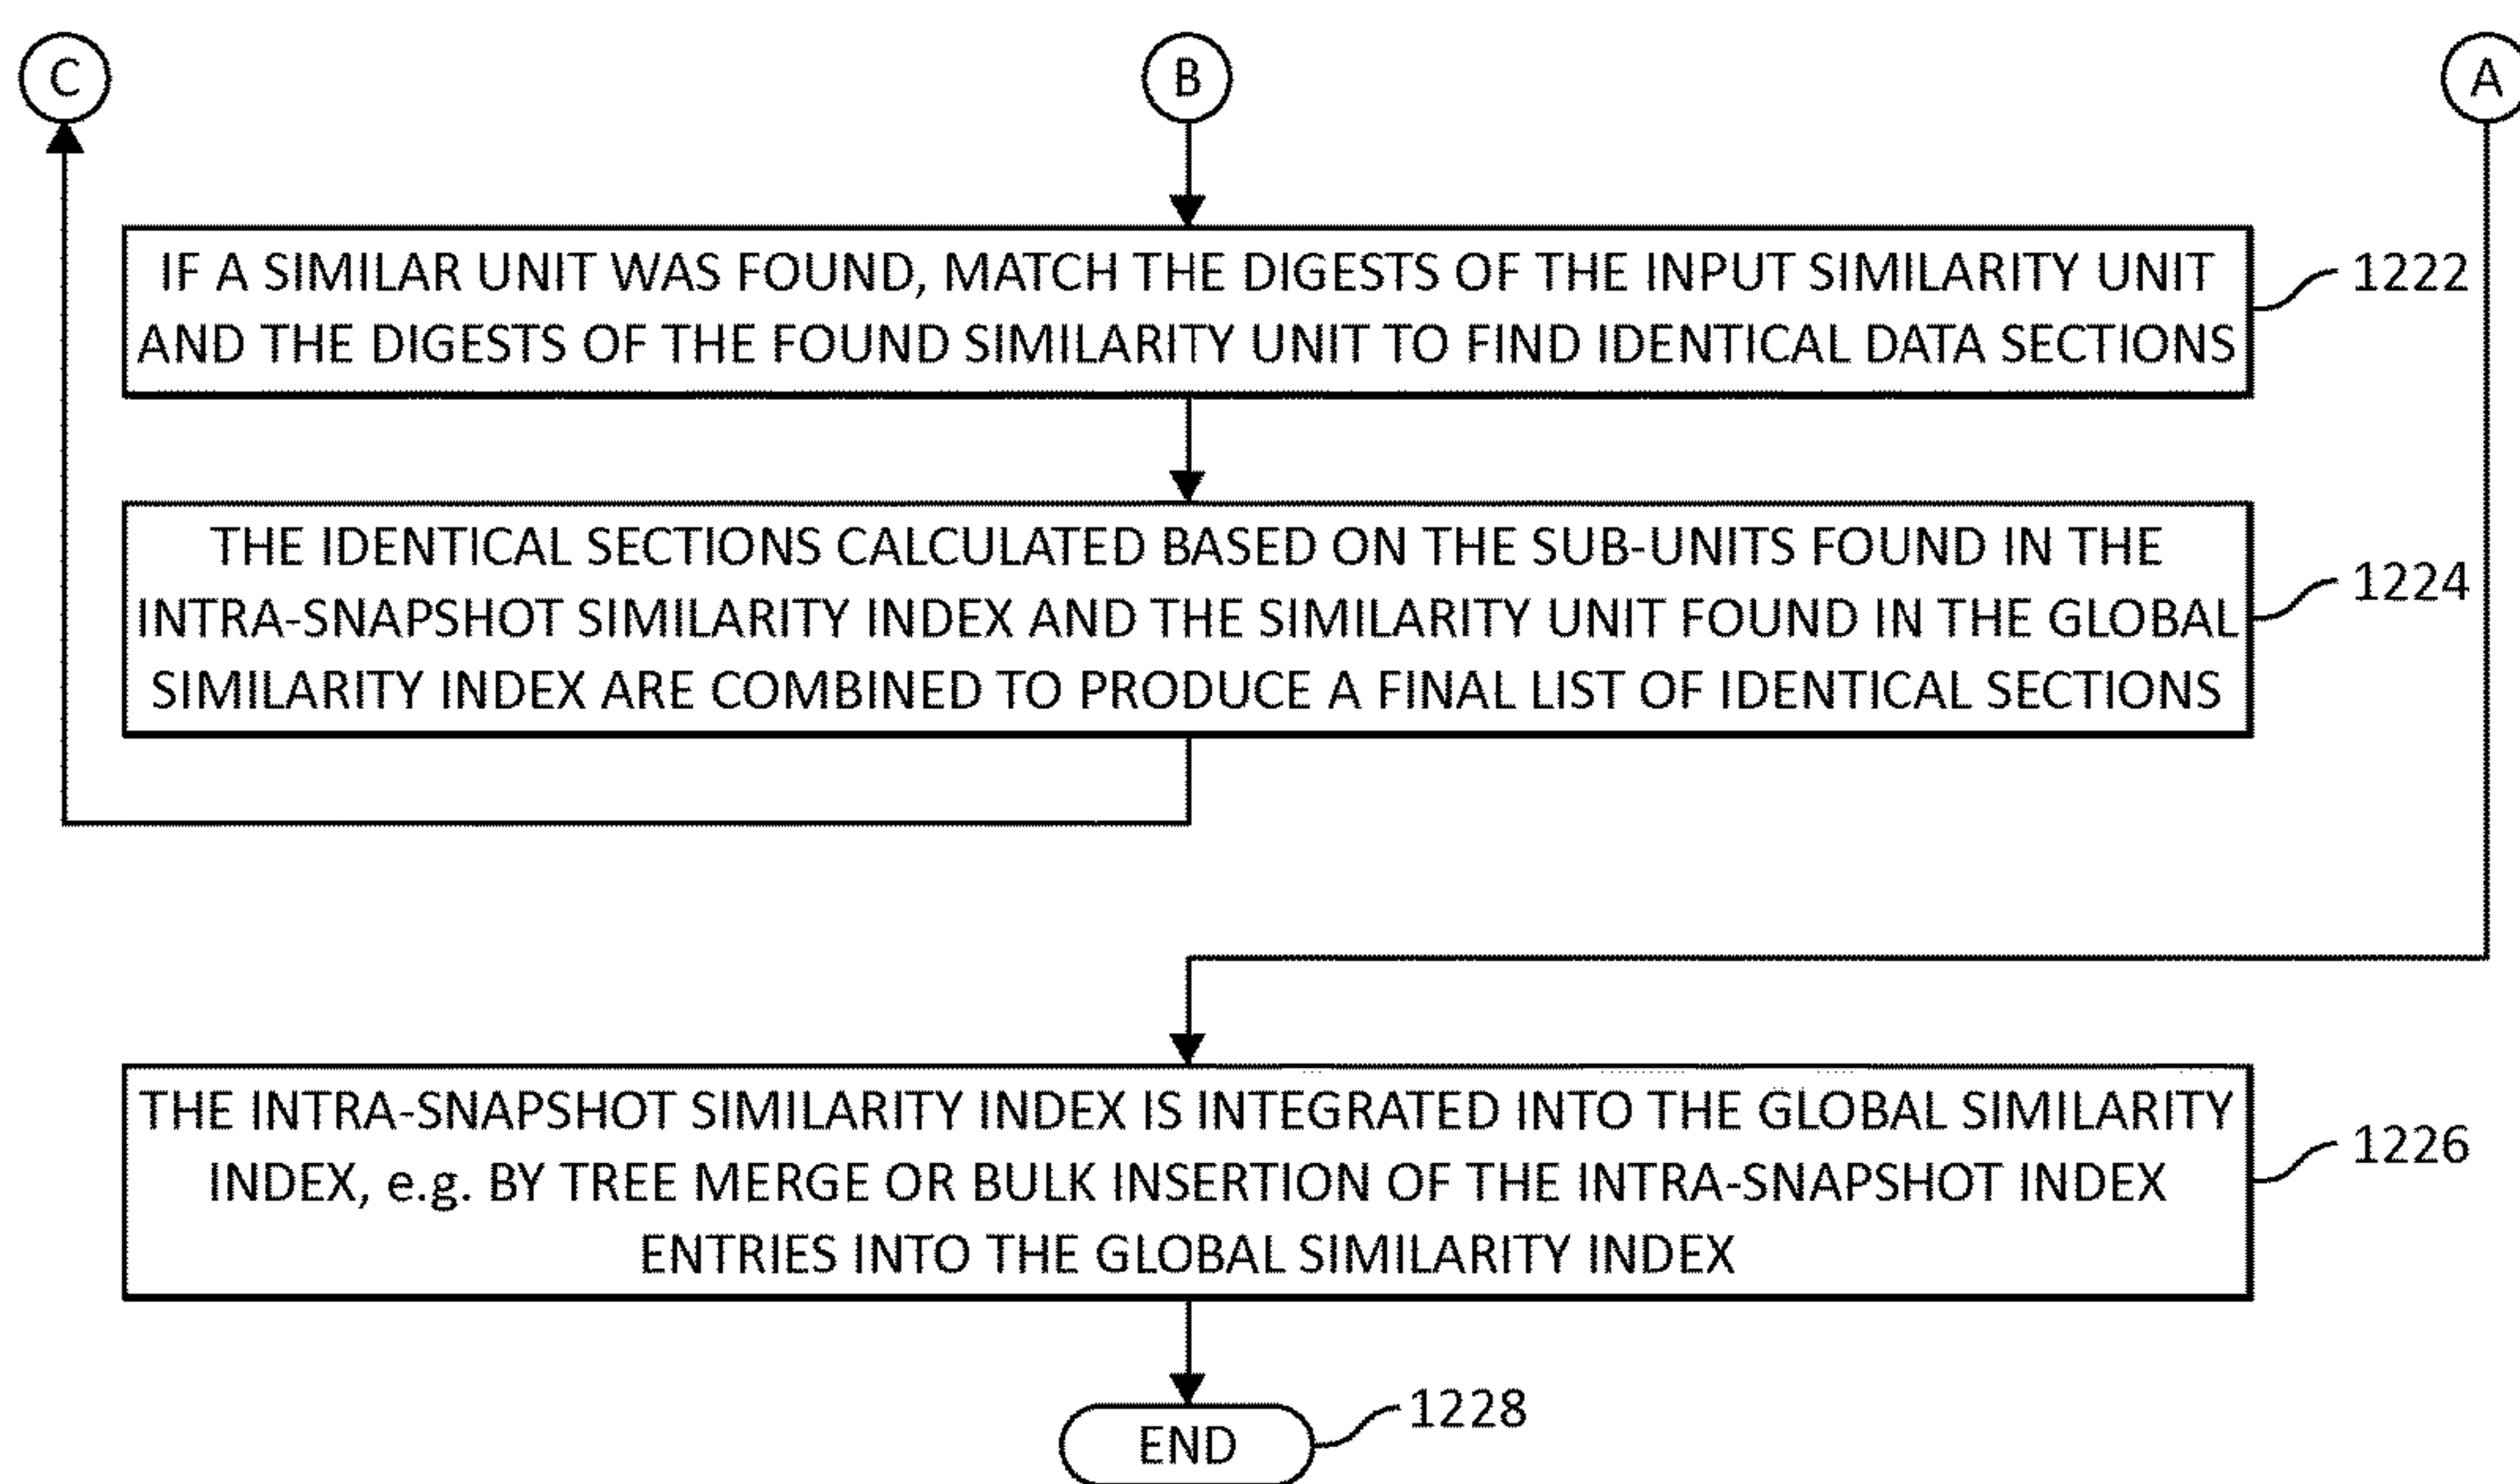 C
B
A
IF A SIMILAR UNIT WAS FOUND, MATCH THE DIGESTS OF THE INPUT SIMILARITY UNIT
AND THE DIGESTS OF THE FOUND SIMILARITY UNIT TO FIND IDENTICAL DATA SECTIONS
1222
THE IDENTICAL SECTIONS CALCULATED BASED ON THE SUB-UNITS FOUND IN THE
INTRA-SNAPSHOT SIMILARITY INDEX AND THE SIMILARITY UNIT FOUND IN THE GLOBAL
SIMILARITY INDEX ARE COMBINED TO PRODUCE A FINAL LIST OF IDENTICAL SECTIONS
1224
THE INTRA-SNAPSHOT SIMILARITY INDEX IS INTEGRATED INTO THE GLOBAL SIMILARITY
INDEX, e.g. BY TREE MERGE OR BULK INSERTION OF THE INTRA-SNAPSHOT INDEX
ENTRIES INTO THE GLOBAL SIMILARITY INDEX
1226
END
1228